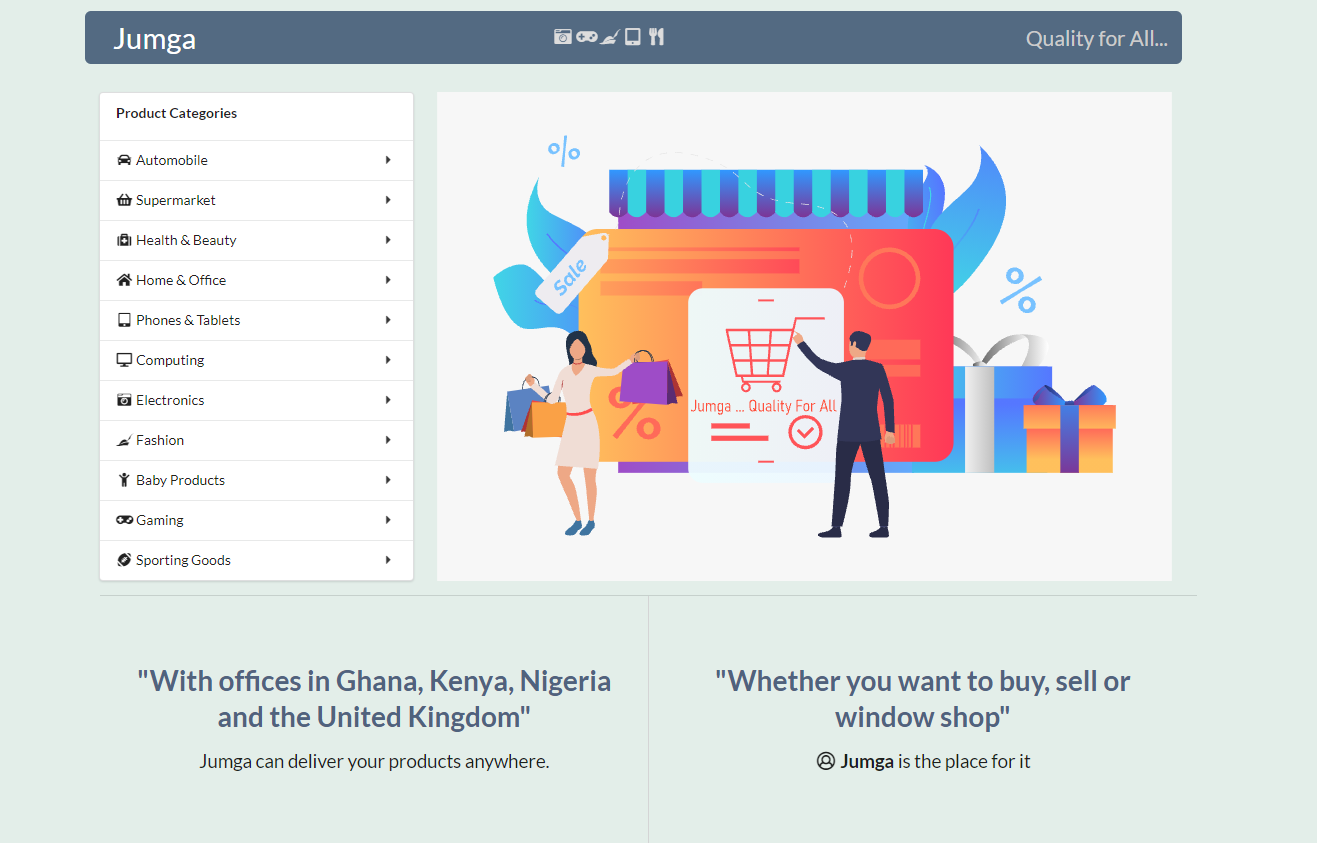 Jumga
Quality for All...
Product Categories
Automobile
Supermarket
Health & Beauty
Home & Office
Phones & Tablets
Computing
Electronics
Fashion
Baby Products
Gaming
Sporting Goods
%
Sale
%
%
Jumga ... Quality For All
"With offices in Ghana, Kenya, Nigeria
and the United Kingdom"
Jumga can deliver your products anywhere.
"Whether you want to buy, sell or
window shop"
Jumga is the place for it